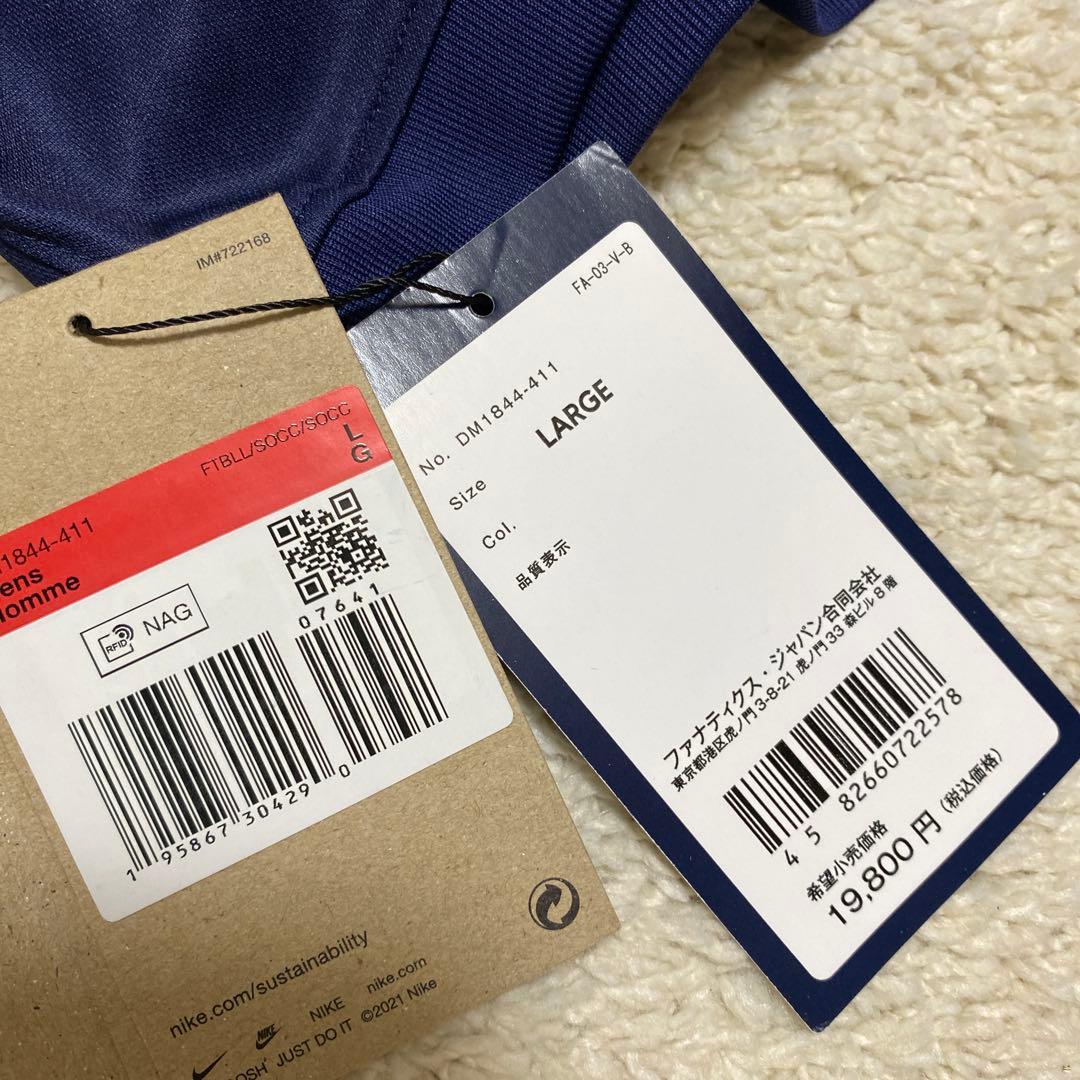 IM#722168
FTBLL/SOCC/SOCC
LG
1844-411
ens
Homme
RFID NAG
07641
1 95867 30429 0
nike.com/sustainability
NIKE nike.com
JUST DO IT ©2021 Nike
FA-03-V-B
No. DM1844-411
Size LARGE
Col.
品質表示
ファナティクス・ジャパン合同会社
東京都港区虎ノ門3-8-21 虎ノ門33森ビル8階
45 82660722578
希望小売価格
19,800円(税込価格)